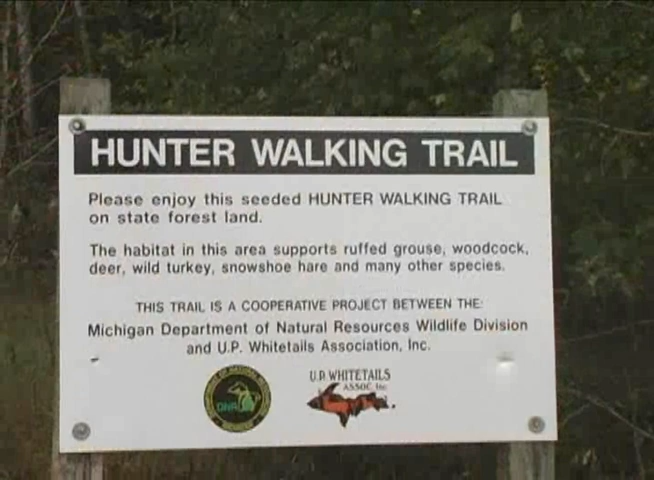 HUNTER WALKING TRAIL
Please enjoy this seeded HUNTER WALKING TRAIL
on state forest land.
The habitat in this area supports ruffed grouse, woodcock,
deer, wild turkey, snowshoe hare and many other species.
THIS TRAIL IS A COOPERATIVE PROJECT BETWEEN THE:
Michigan Department of Natural Resources Wildlife Division
and U.P. Whitetails Association, Inc.
DNR
U.P. WHITETAILS
ASSOC. Inc.